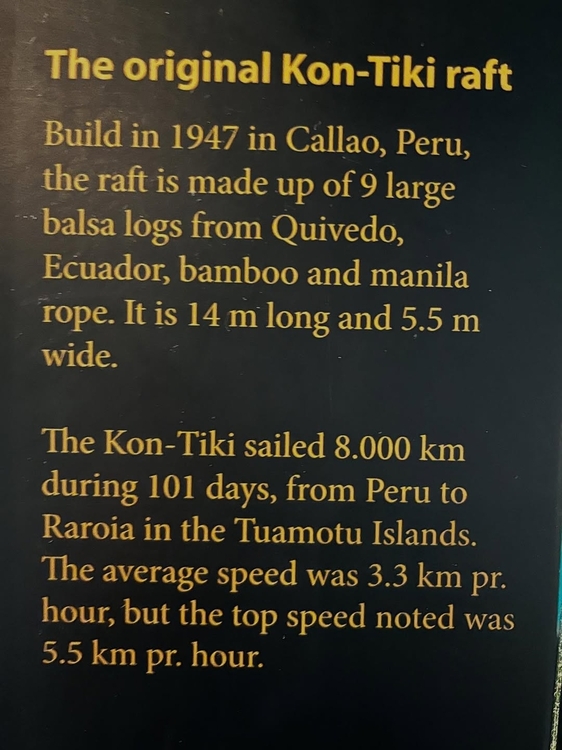 The original Kon-Tiki raft
Build in 1947 in Callao, Peru,
the raft is made up of 9 large
balsa logs from Quivedo,
Ecuador, bamboo and manila
rope. It is 14 m long and 5.5 m
wide.
The Kon-Tiki sailed 8.000 km
during 101 days, from Peru to
Raroia in the Tuamotu Islands.
The average speed was 3.3 km pr.
hour, but the top speed noted was
5.5 km pr. hour.